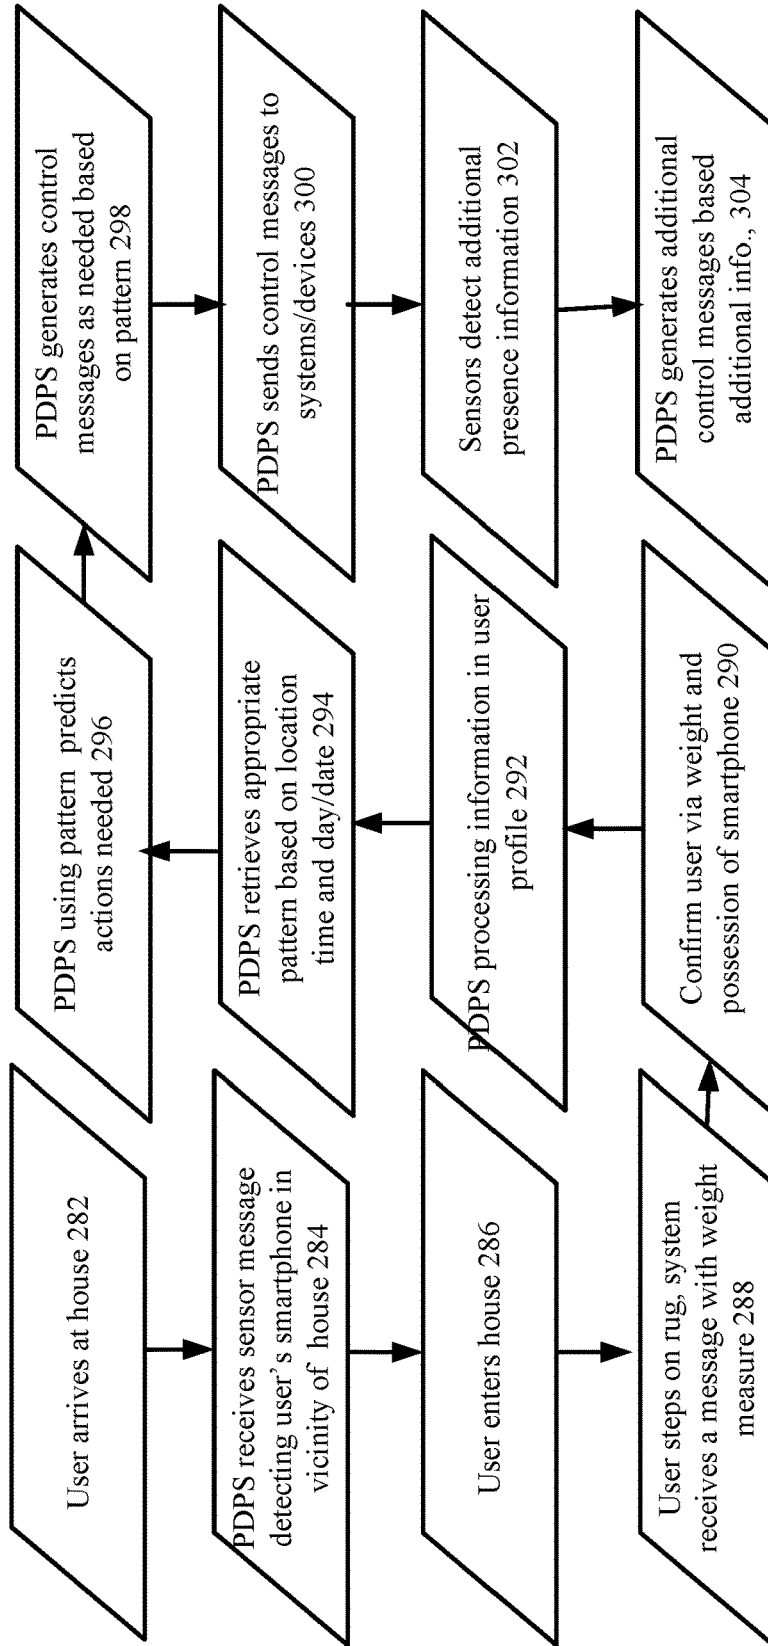 User arrives at house 282
PDPS receives sensor message
detecting user's smartphone in
vicinity of house 284
User enters house 286
User steps on rug, system
receives a message with weight
measure 288
Confirm user via weight and
possession of smartphone 290
PDPS processing information in user
profile 292
PDPS retrieves appropriate
pattern based on location
time and day/date 294
PDPS using pattern predicts
actions needed 296
PDPS generates control
messages as needed based
on pattern 298
PDPS sends control messages to
systems/devices 300
Sensors detect additional
presence information 302
PDPS generates additional
control messages based
additional info., 304